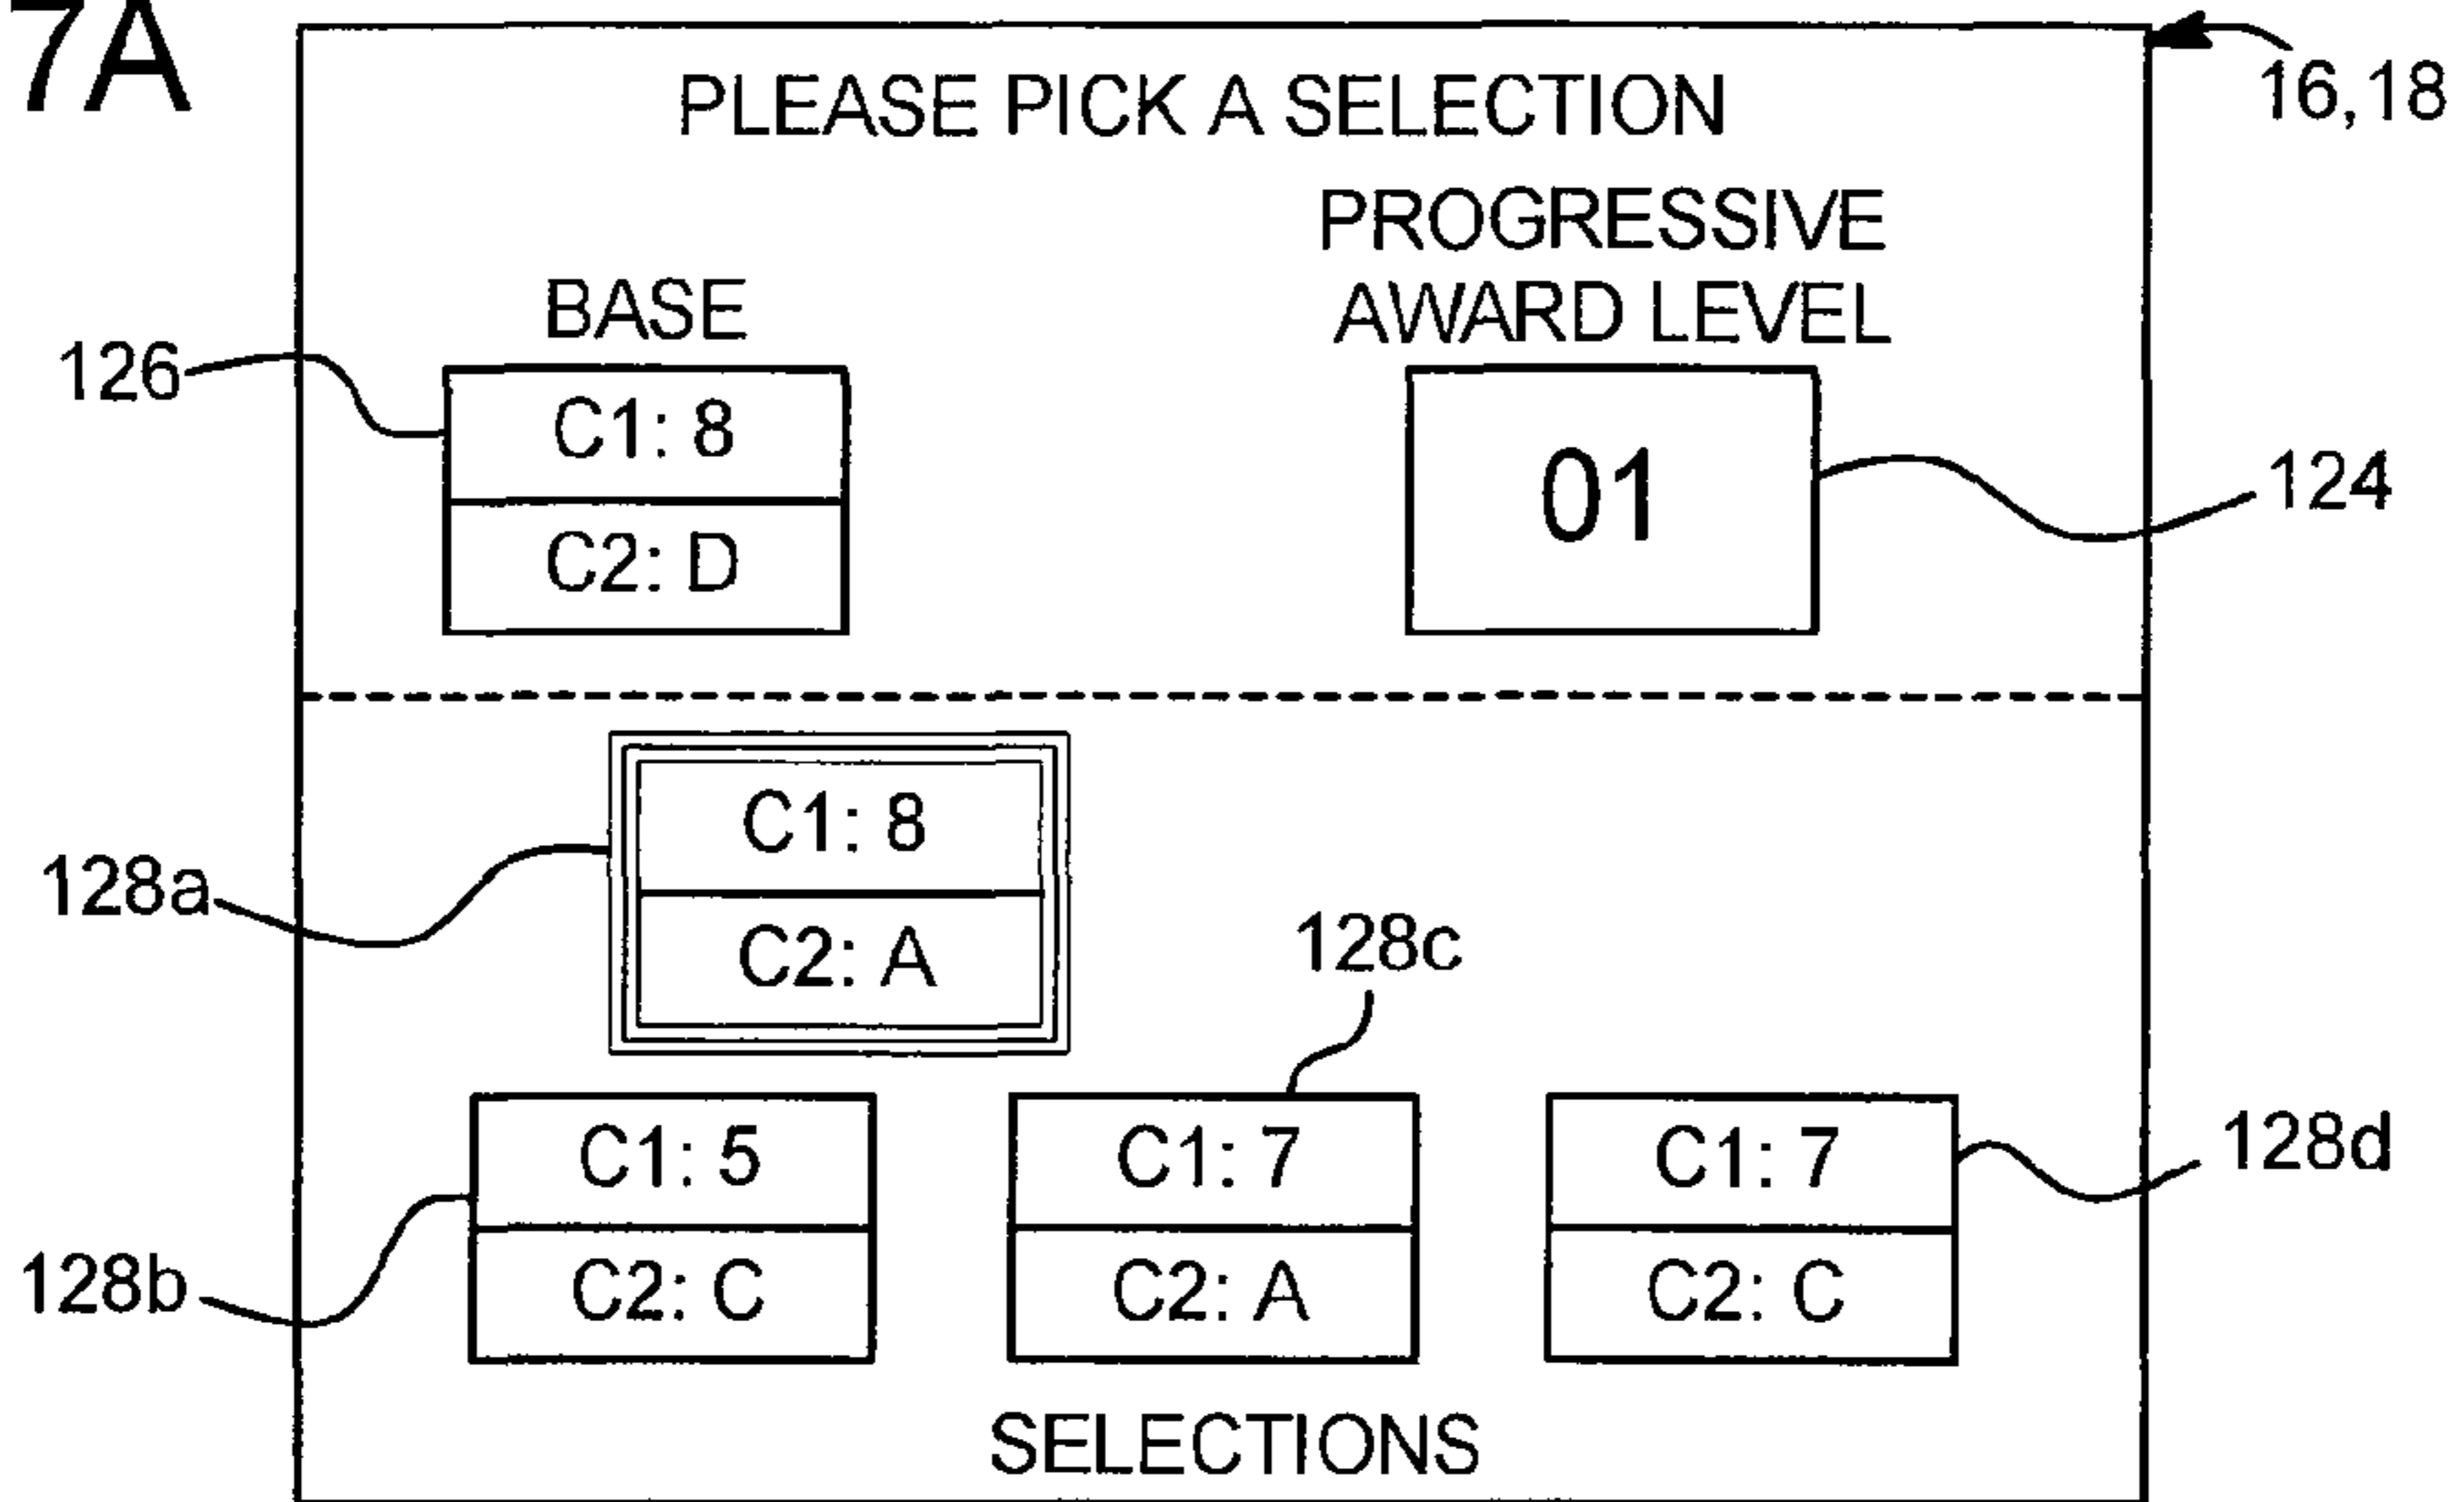 7A
16,18
PLEASE PICK A SELECTION
PROGRESSIVE
AWARD LEVEL
BASE
126
C1: 8
C2: D
01
124
128a
C1: 8
C2: A
128c
128b
C1: 5
C2: C
C1: 7
C2: A
C1: 7
C2: C
128d
SELECTIONS